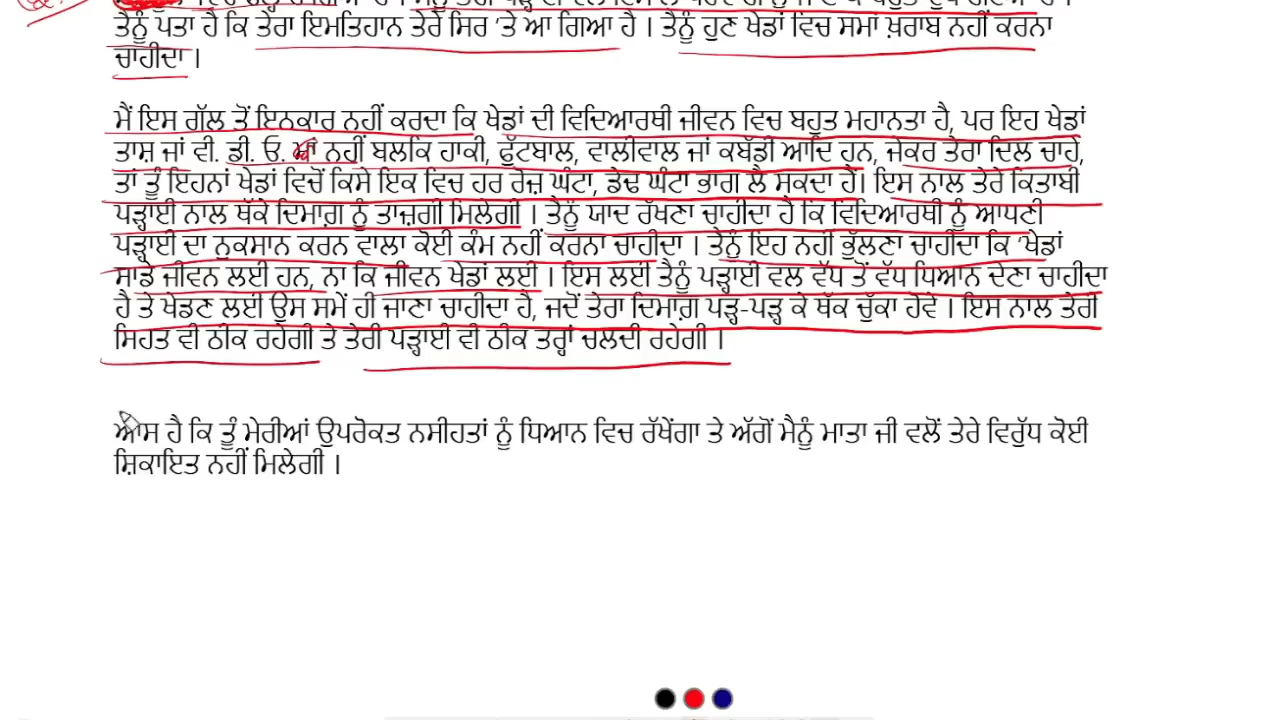 ਤੈਨੂੰ ਪਤਾ ਹੈ ਕਿ ਤੇਰਾ ਇਮਤਿਹਾਨ ਤੇਰੇ ਸਿਰ 'ਤੇ ਆ ਗਿਆ ਹੈ । ਤੈਨੂੰ ਹੁਣ ਖੇਡਾਂ ਵਿਚ ਸਮਾਂ ਖ਼ਰਾਬ ਨਹੀਂ ਕਰਨਾ
ਚਾਹੀਦਾ ।
ਮੈਂ ਇਸ ਗੱਲ ਤੋਂ ਇਨਕਾਰ ਨਹੀਂ ਕਰਦਾ ਕਿ ਖੇਡਾਂ ਦੀ ਵਿਦਿਆਰਥੀ ਜੀਵਨ ਵਿਚ ਬਹੁਤ ਮਹਾਨਤਾ ਹੈ, ਪਰ ਇਹ ਖੇਡਾਂ
ਤਾਸ਼ ਜਾਂ ਵੀ. ਡੀ. ਓ. ਨਹੀਂ ਬਲਕਿ ਹਾਕੀ, ਫੁੱਟਬਾਲ, ਵਾਲੀਵਾਲ ਜਾਂ ਕਬੱਡੀ ਆਦਿ ਹਨ, ਜੇਕਰ ਤੇਰਾ ਦਿਲ ਚਾਹੇ,
ਤਾਂ ਤੂੰ ਇਹਨਾਂ ਖੇਡਾਂ ਵਿਚੋਂ ਕਿਸੇ ਇਕ ਵਿਚ ਹਰ ਰੋਜ਼ ਘੰਟਾ, ਡੇਢ ਘੰਟਾ ਭਾਗ ਲੈ ਸਕਦਾ ਹੈਂ। ਇਸ ਨਾਲ ਤੇਰੇ ਕਿਤਾਬੀ
ਪੜ੍ਹਾਈ ਨਾਲ ਥੱਕੇ ਦਿਮਾਗ਼ ਨੂੰ ਤਾਜ਼ਗੀ ਮਿਲੇਗੀ । ਤੈਨੂੰ ਯਾਦ ਰੱਖਣਾ ਚਾਹੀਦਾ ਹੈ ਕਿ ਵਿਦਿਆਰਥੀ ਨੂੰ ਆਪਣੀ
ਪੜ੍ਹਾਈ ਦਾ ਨੁਕਸਾਨ ਕਰਨ ਵਾਲਾ ਕੋਈ ਕੰਮ ਨਹੀਂ ਕਰਨਾ ਚਾਹੀਦਾ । ਤੈਨੂੰ ਇਹ ਨਹੀਂ ਭੁੱਲਣਾ ਚਾਹੀਦਾ ਕਿ 'ਖੇਡਾਂ
ਸਾਡੇ ਜੀਵਨ ਲਈ ਹਨ, ਨਾ ਕਿ ਜੀਵਨ ਖੇਡਾਂ ਲਈ । ਇਸ ਲਈ ਤੈਨੂੰ ਪੜ੍ਹਾਈ ਵਲ ਵੱਧ ਤੋਂ ਵੱਧ ਧਿਆਨ ਦੇਣਾ ਚਾਹੀਦਾ
ਹੈ ਤੇ ਖੇਡਣ ਲਈ ਉਸ ਸਮੇਂ ਹੀ ਜਾਣਾ ਚਾਹੀਦਾ ਹੈ, ਜਦੋਂ ਤੇਰਾ ਦਿਮਾਗ਼ ਪੜ੍ਹ-ਪੜ੍ਹ ਕੇ ਥੱਕ ਚੁੱਕਾ ਹੋਵੇ । ਇਸ ਨਾਲ ਤੇਰੀ
ਸਿਹਤ ਵੀ ਠੀਕ ਰਹੇਗੀ ਤੇ ਤੇਰੀ ਪੜ੍ਹਾਈ ਵੀ ਠੀਕ ਤਰ੍ਹਾਂ ਚਲਦੀ ਰਹੇਗੀ ।
ਆਸ ਹੈ ਕਿ ਤੂੰ ਮੇਰੀਆਂ ਉਪਰੋਕਤ ਨਸੀਹਤਾਂ ਨੂੰ ਧਿਆਨ ਵਿਚ ਰੱਖੇਂਗਾ ਤੇ ਅੱਗੋਂ ਮੈਨੂੰ ਮਾਤਾ ਜੀ ਵਲੋਂ ਤੇਰੇ ਵਿਰੁੱਧ ਕੋਈ
ਸ਼ਿਕਾਇਤ ਨਹੀਂ ਮਿਲੇਗੀ ।